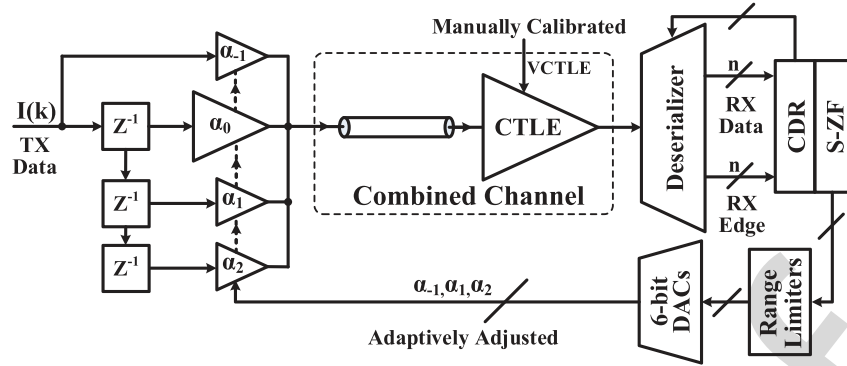 Manually Calibrated
VCTLE
α-1
I(k)
TX
Data
Z-1
α0
Z-1
α1
Z-1
α2
CTLE
Combined Channel
Deserializer
n
RX
Data
n
RX
Edge
CDR
S-ZF
α-1,α1,α2
Adaptively Adjusted
6-bit
DACs
Range
Limiters